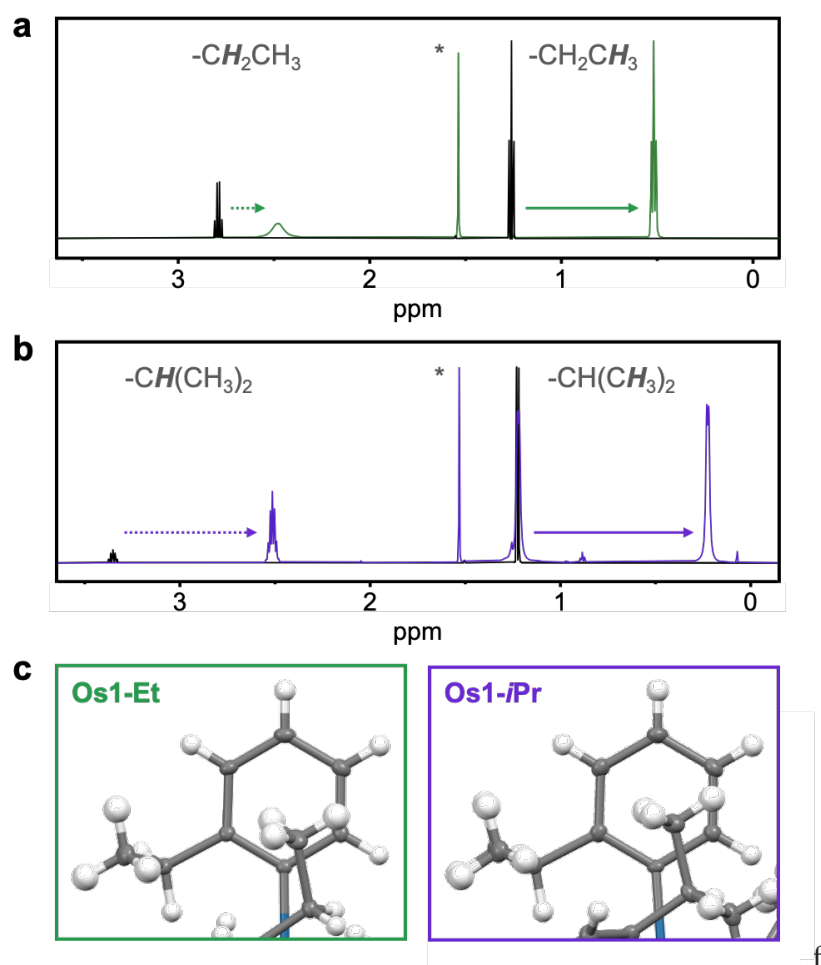 a
-CH₂CH₃
*
-CH₂CH₃
3 2 1 0
ppm
b
-CH(CH₃)₂
*
-CH(CH₃)₂
3 2 1 0
ppm
c
Os1-Et
Os1-iPr
f